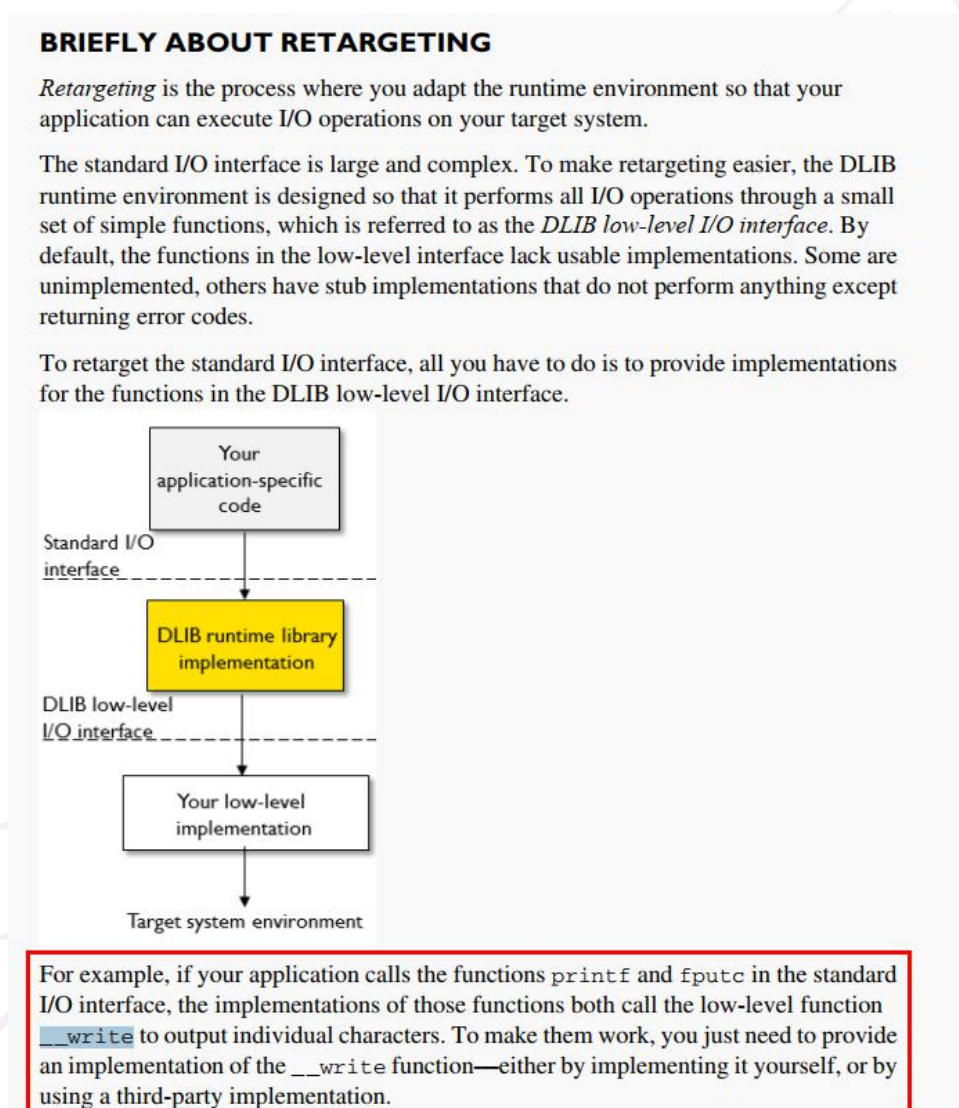 BRIEFLY ABOUT RETARGETING
Retargeting is the process where you adapt the runtime environment so that your
application can execute I/O operations on your target system.
The standard I/O interface is large and complex. To make retargeting easier, the DLIB
runtime environment is designed so that it performs all I/O operations through a small
set of simple functions, which is referred to as the DLIB low-level I/O interface. By
default, the functions in the low-level interface lack usable implementations. Some are
unimplemented, others have stub implementations that do not perform anything except
returning error codes.
To retarget the standard I/O interface, all you have to do is to provide implementations
for the functions in the DLIB low-level I/O interface.
Your
application-specific
code
Standard I/O
interface
DLIB runtime library
implementation
DLIB low-level
I/O interface
Your low-level
implementation
Target system environment
For example, if your application calls the functions printf and fputc in the standard
I/O interface, the implementations of those functions both call the low-level function
__write to output individual characters. To make them work, you just need to provide
an implementation of the __write function—either by implementing it yourself, or by
using a third-party implementation.